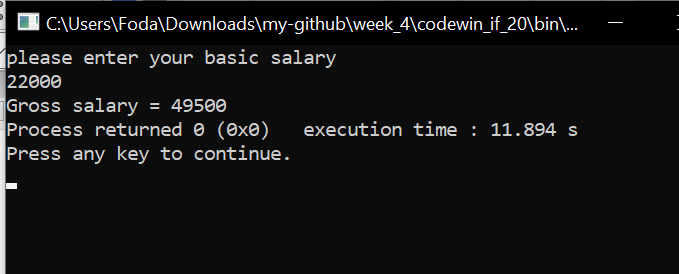 C:\Users\Foda\Downloads\my-github\week_4\codewin_if_20\bin\...
please enter your basic salary
22000
Gross salary = 49500
Process returned 0 (0x0)   execution time : 11.894 s
Press any key to continue.